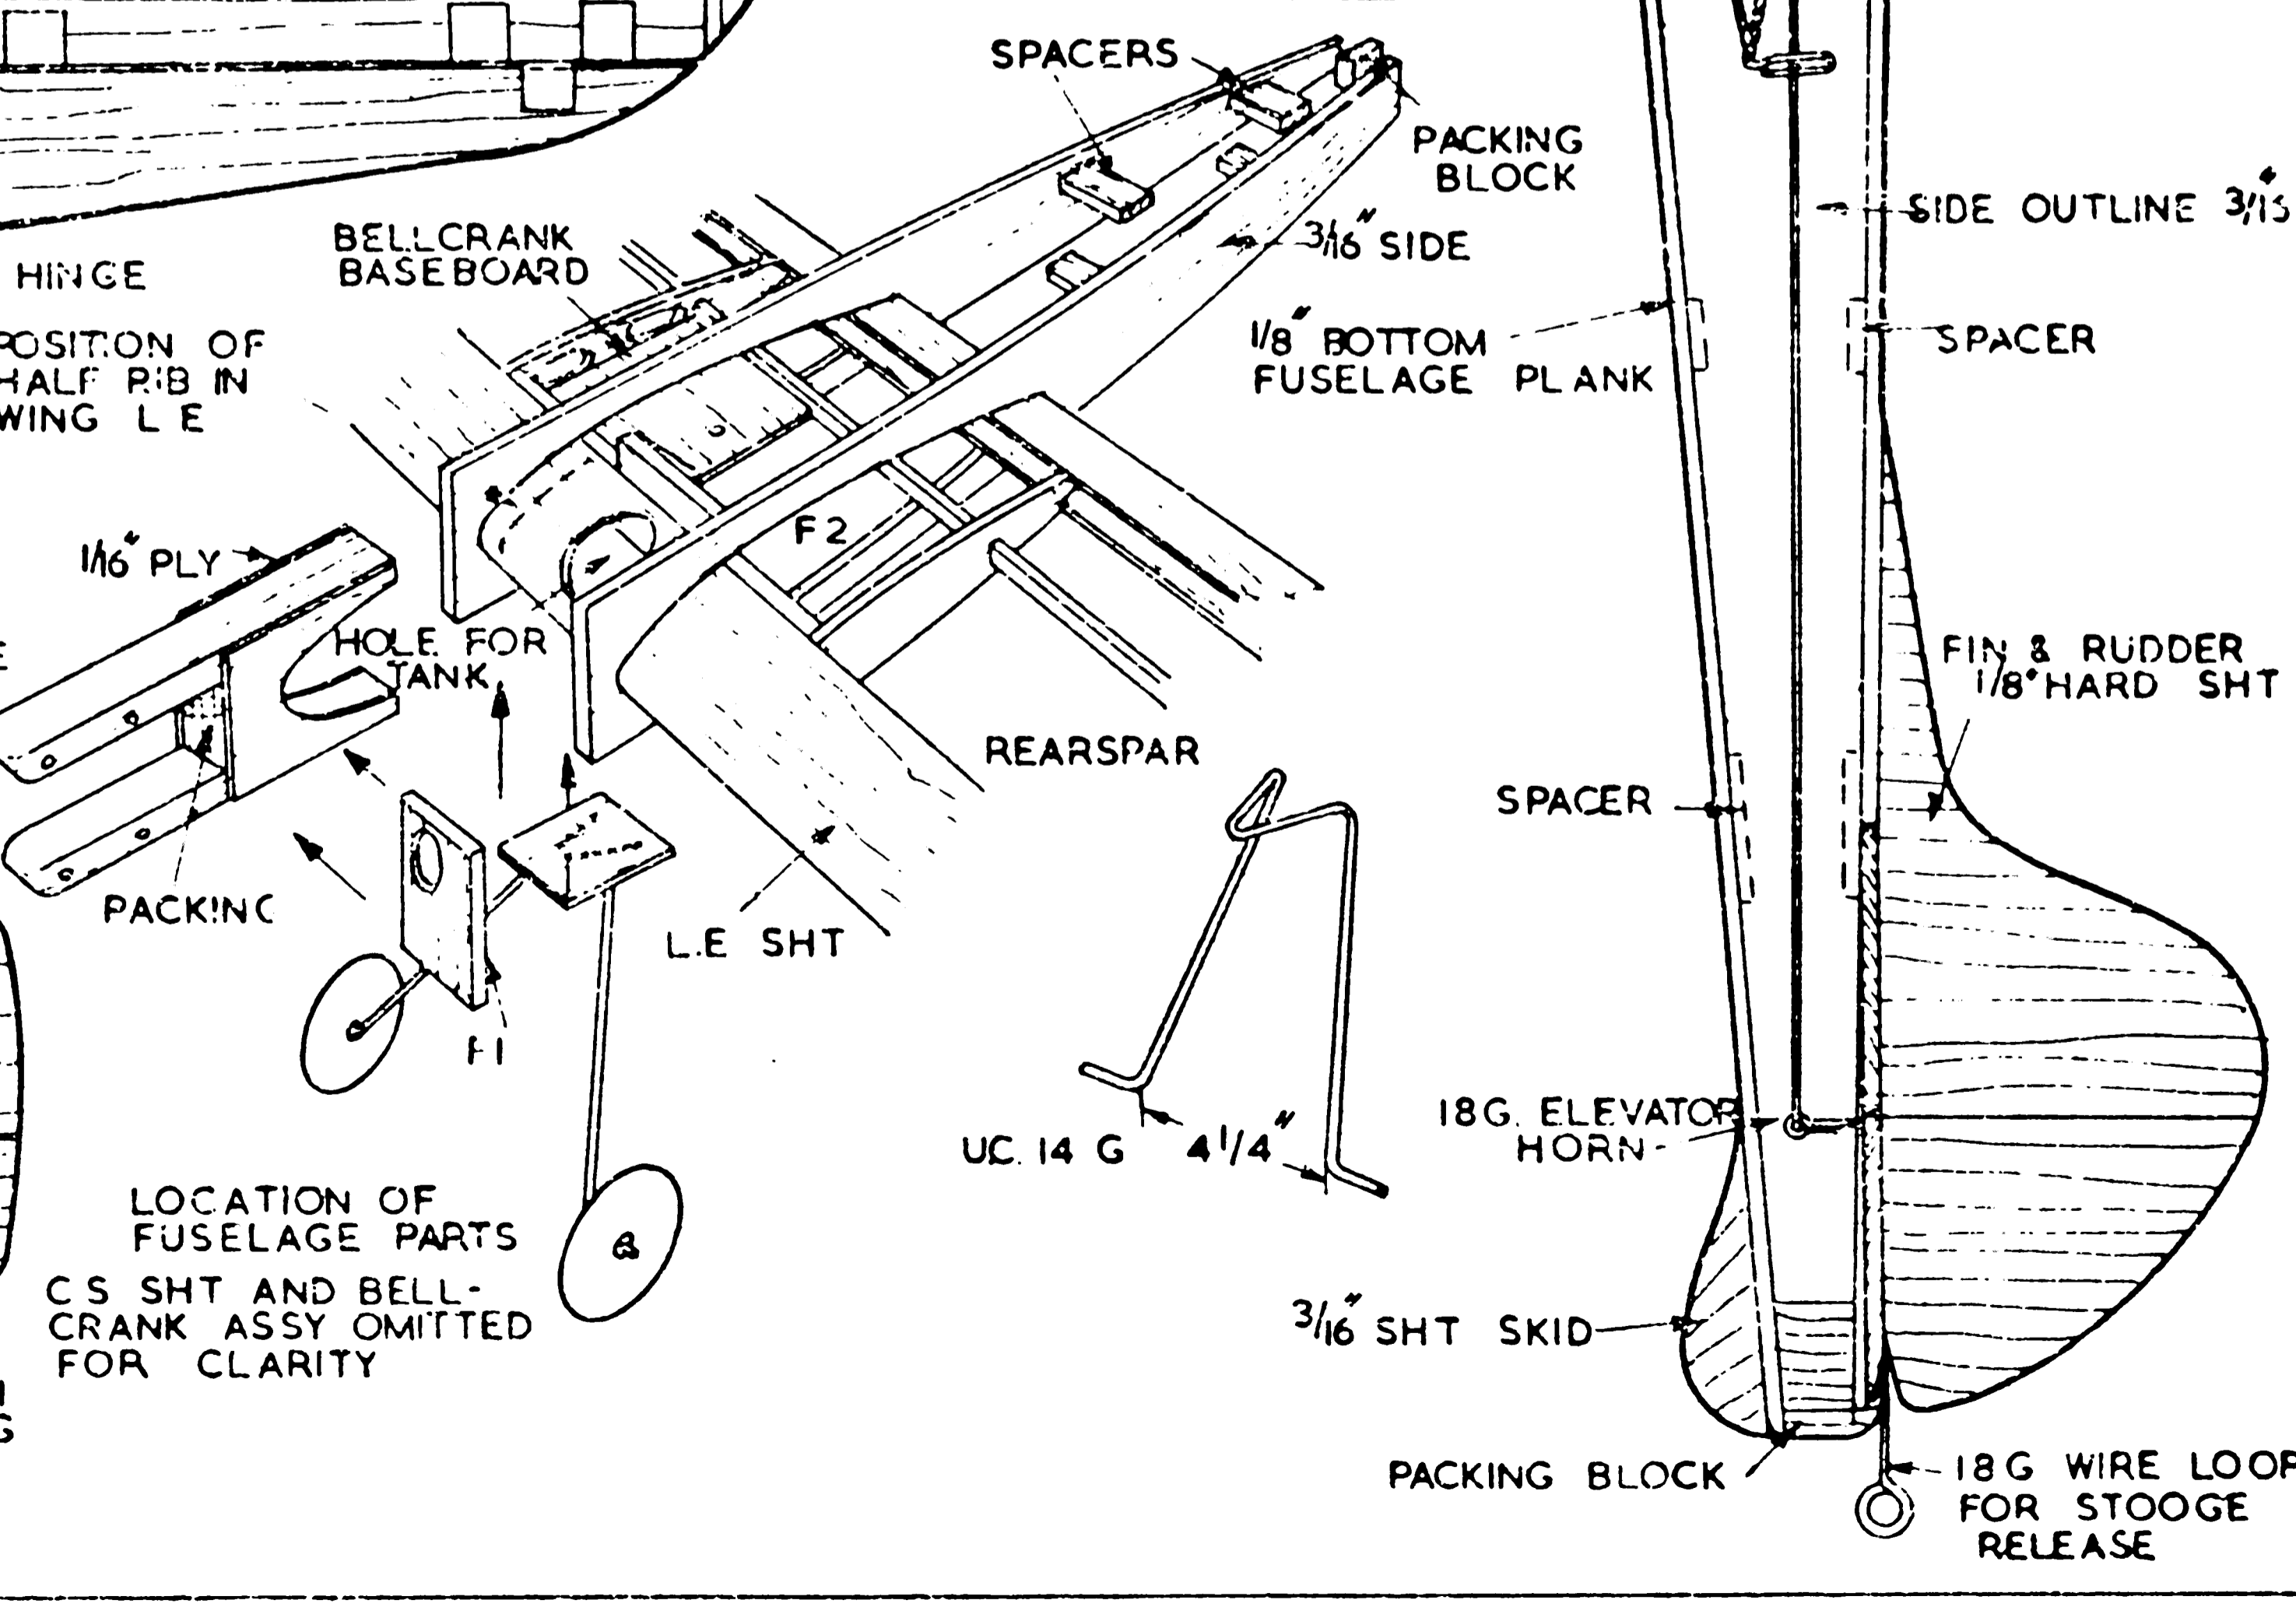 SPACERS
PACKING
BLOCK
BELLCRANK
BASEBOARD
3/16" SIDE
SIDE OUTLINE 3/1
HINGE
POSITION OF
HALF RIB IN
WING L E
1/8" BOTTOM
FUSELAGE PLANK
SPACER
1/16" PLY
F2
HOLE FOR
TANK
FIN & RUDDER
1/8" HARD SHT
REARSPAR
SPACER
PACKING
L.E SHT
F1
18G. ELEVATOR
HORN
UC. 14 G 4 1/4"
LOCATION OF
FUSELAGE PARTS
C S SHT AND BELL-
CRANK ASSY OMITTED
FOR CLARITY
3/16" SHT SKID
PACKING BLOCK
18G WIRE LOOP
FOR STOOGE
RELEASE